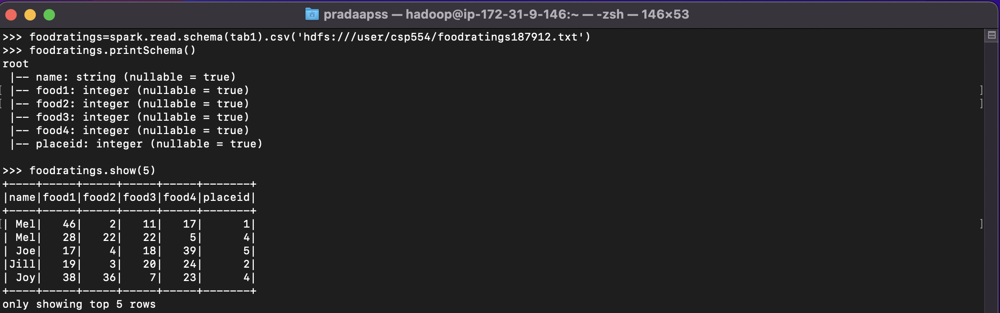 pradaapss — hadoop@ip-172-31-9-146:~ — -zsh — 146×53
>>> foodratings=spark.read.schema(tab1).csv('hdfs:///user/csp554/foodratings187912.txt')
>>> foodratings.printSchema()
root
 |-- name: string (nullable = true)
[ |-- food1: integer (nullable = true) ]
[ |-- food2: integer (nullable = true) ]
 |-- food3: integer (nullable = true)
 |-- food4: integer (nullable = true)
 |-- placeid: integer (nullable = true)

>>> foodratings.show(5)
+----+-----+-----+-----+-----+-------+
|name|food1|food2|food3|food4|placeid|
+----+-----+-----+-----+-----+-------+
[| Mel|   46|    2|   11|   17|      1| ]
| Mel|   28|   22|   22|    5|      4|
| Joe|   17|    4|   18|   39|      5|
|Jill|   19|    3|   20|   24|      2|
| Joy|   38|   36|    7|   23|      4|
+----+-----+-----+-----+-----+-------+
only showing top 5 rows